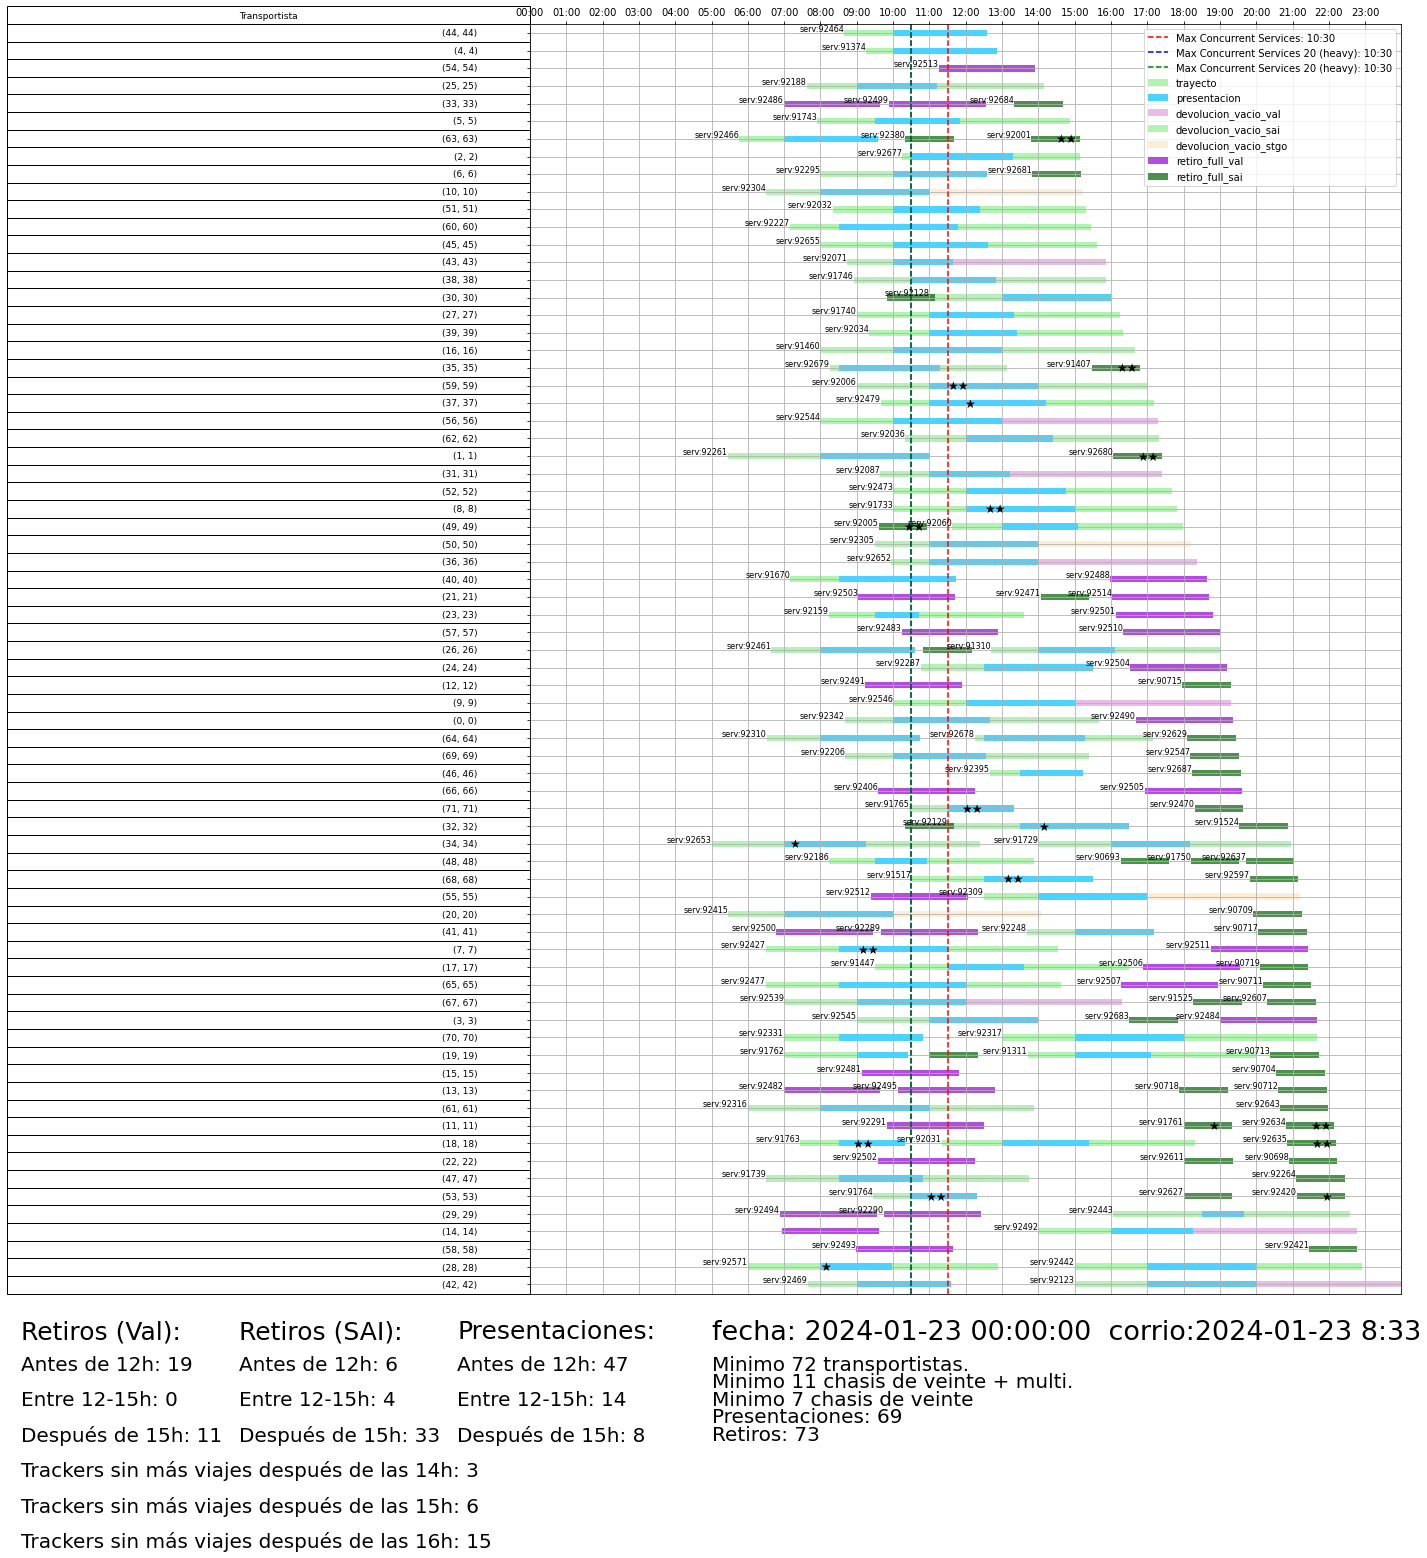 Transportista
00:00 01:00 02:00 03:00 04:00 05:00 06:00 07:00 08:00 09:00 10:00 11:00 12:00 13:00 14:00 15:00 16:00 17:00 18:00 19:00 20:00 21:00 22:00 23:00
Max Concurrent Services: 10:30
Max Concurrent Services 20 (heavy): 10:30
Max Concurrent Services 20 (heavy): 10:30
trayecto
presentacion
devolucion_vacio_val
devolucion_vacio_sai
devolucion_vacio_stgo
retiro_full_val
retiro_full_sai
(44, 44) serv:92464
(4, 4) serv:91374
(54, 54) serv:92513
(25, 25) serv:92188
(33, 33) serv:92486 serv:92499 serv:92684
(5, 5) serv:91743
(63, 63) serv:92466 serv:92380 serv:92001
(2, 2) serv:92677
(6, 6) serv:92295 serv:92681
(10, 10) serv:92304
(51, 51) serv:92032
(60, 60) serv:92227
(45, 45) serv:92655
(43, 43) serv:92071
(38, 38) serv:91746
(30, 30) serv:92128
(27, 27) serv:91740
(39, 39) serv:92034
(16, 16) serv:91460
(35, 35) serv:92679 serv:91407
(59, 59) serv:92006
(37, 37) serv:92479
(56, 56) serv:92544
(62, 62) serv:92036
(1, 1) serv:92261 serv:92680
(31, 31) serv:92087
(52, 52) serv:92473
(8, 8) serv:91733
(49, 49) serv:92005 serv:92060
(50, 50) serv:92305
(36, 36) serv:92652
(40, 40) serv:91670 serv:92488
(21, 21) serv:92503 serv:92471 serv:92514
(23, 23) serv:92159 serv:92501
(57, 57) serv:92483 serv:92510
(26, 26) serv:92461 serv:91310
(24, 24) serv:92287 serv:92504
(12, 12) serv:92491 serv:90715
(9, 9) serv:92546
(0, 0) serv:92342 serv:92490
(64, 64) serv:92310 serv:92678 serv:92629
(69, 69) serv:92206 serv:92547
(46, 46) serv:92395 serv:92687
(66, 66) serv:92406 serv:92505
(71, 71) serv:91765 serv:92470
(32, 32) serv:92129 serv:91524
(34, 34) serv:92653 serv:91729
(48, 48) serv:92186 serv:90693 serv:91750 serv:92637
(68, 68) serv:91517 serv:92597
(55, 55) serv:92512 serv:92309
(20, 20) serv:92415 serv:90709
(41, 41) serv:92500 serv:92289 serv:92248 serv:90717
(7, 7) serv:92427 serv:92511
(17, 17) serv:91447 serv:92506 serv:90719
(65, 65) serv:92477 serv:92507 serv:90711
(67, 67) serv:92539 serv:91525 serv:92607
(3, 3) serv:92545 serv:92683 serv:92484
(70, 70) serv:92331 serv:92317
(19, 19) serv:91762 serv:91311 serv:90713
(15, 15) serv:92481 serv:90704
(13, 13) serv:92482 serv:92495 serv:90718 serv:90712
(61, 61) serv:92316 serv:92643
(11, 11) serv:92291 serv:91761 serv:92634
(18, 18) serv:91763 serv:92031 serv:92635
(22, 22) serv:92502 serv:92611 serv:90698
(47, 47) serv:91739 serv:92264
(53, 53) serv:91764 serv:92627 serv:92420
(29, 29) serv:92494 serv:92290 serv:92443
(14, 14) serv:92492
(58, 58) serv:92493 serv:92421
(28, 28) serv:92571 serv:92442
(42, 42) serv:92469 serv:92123
Retiros (Val): Retiros (SAI): Presentaciones: fecha: 2024-01-23 00:00:00 corrio:2024-01-23 8:33
Antes de 12h: 19 Antes de 12h: 6 Antes de 12h: 47
Entre 12-15h: 0 Entre 12-15h: 4 Entre 12-15h: 14
Después de 15h: 11 Después de 15h: 33 Después de 15h: 8
Minimo 72 transportistas.
Minimo 11 chasis de veinte + multi.
Minimo 7 chasis de veinte
Presentaciones: 69
Retiros: 73
Trackers sin más viajes después de las 14h: 3
Trackers sin más viajes después de las 15h: 6
Trackers sin más viajes después de las 16h: 15